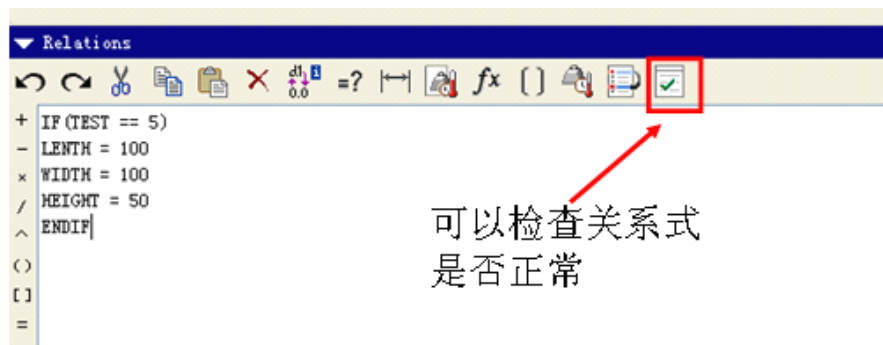 Relations
=? fx []
+ IF(TEST == 5)
- LENTH = 100
× WIDTH = 100
/ HEIGHT = 50
^ ENDIF
()
[]
=
可以检查关系式
是否正常